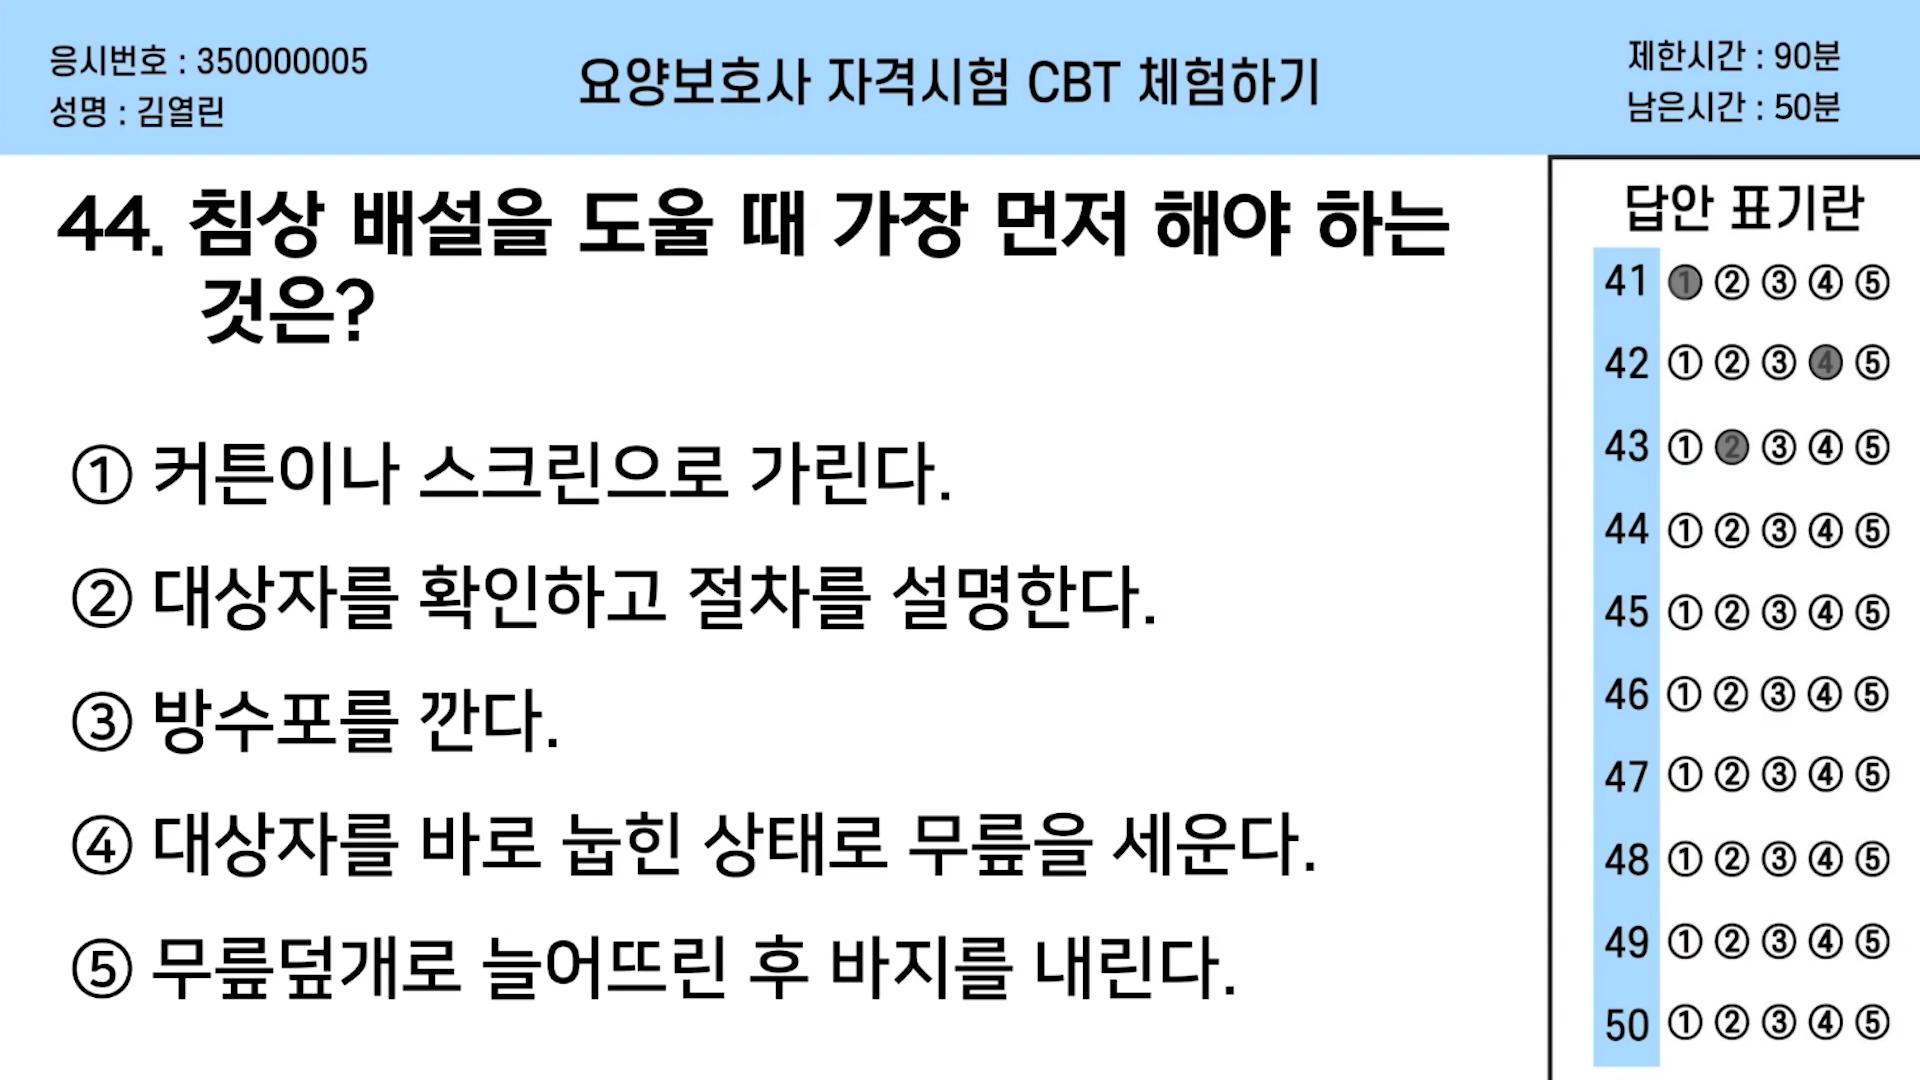 응시번호 : 350000005
성명 : 김열린
요양보호사 자격시험 CBT 체험하기
제한시간 : 90분
남은시간 : 50분
44. 침상 배설을 도울 때 가장 먼저 해야 하는
것은?
① 커튼이나 스크린으로 가린다.
② 대상자를 확인하고 절차를 설명한다.
③ 방수포를 깐다.
④ 대상자를 바로 눕힌 상태로 무릎을 세운다.
⑤ 무릎덮개로 늘어뜨린 후 바지를 내린다.
답안 표기란
41 ① ② ③ ④ ⑤
42 ① ② ③ ④ ⑤
43 ① ② ③ ④ ⑤
44 ① ② ③ ④ ⑤
45 ① ② ③ ④ ⑤
46 ① ② ③ ④ ⑤
47 ① ② ③ ④ ⑤
48 ① ② ③ ④ ⑤
49 ① ② ③ ④ ⑤
50 ① ② ③ ④ ⑤